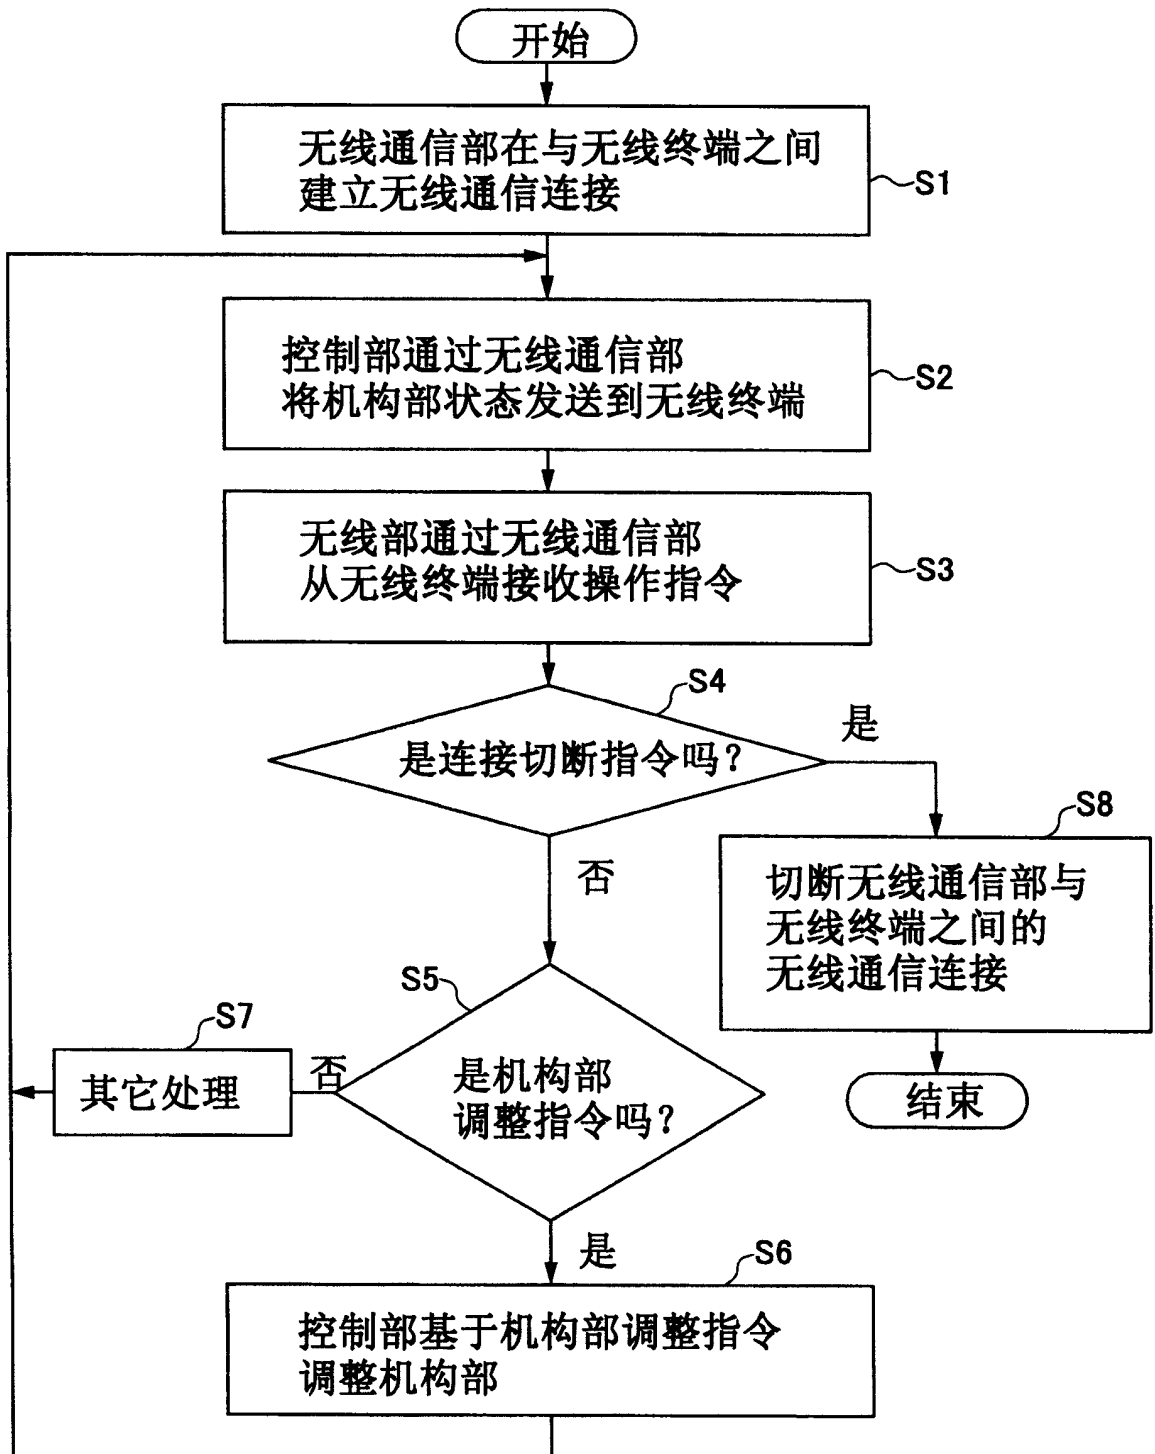 开始
无线通信部在与无线终端之间
建立无线通信连接
S1
控制部通过无线通信部
将机构部状态发送到无线终端
S2
无线部通过无线通信部
从无线终端接收操作指令
S3
S4
是连接切断指令吗?
是
S8
切断无线通信部与
无线终端之间的
无线通信连接
否
S5
S7
其它处理
否
是机构部
调整指令吗?
结束
是
S6
控制部基于机构部调整指令
调整机构部